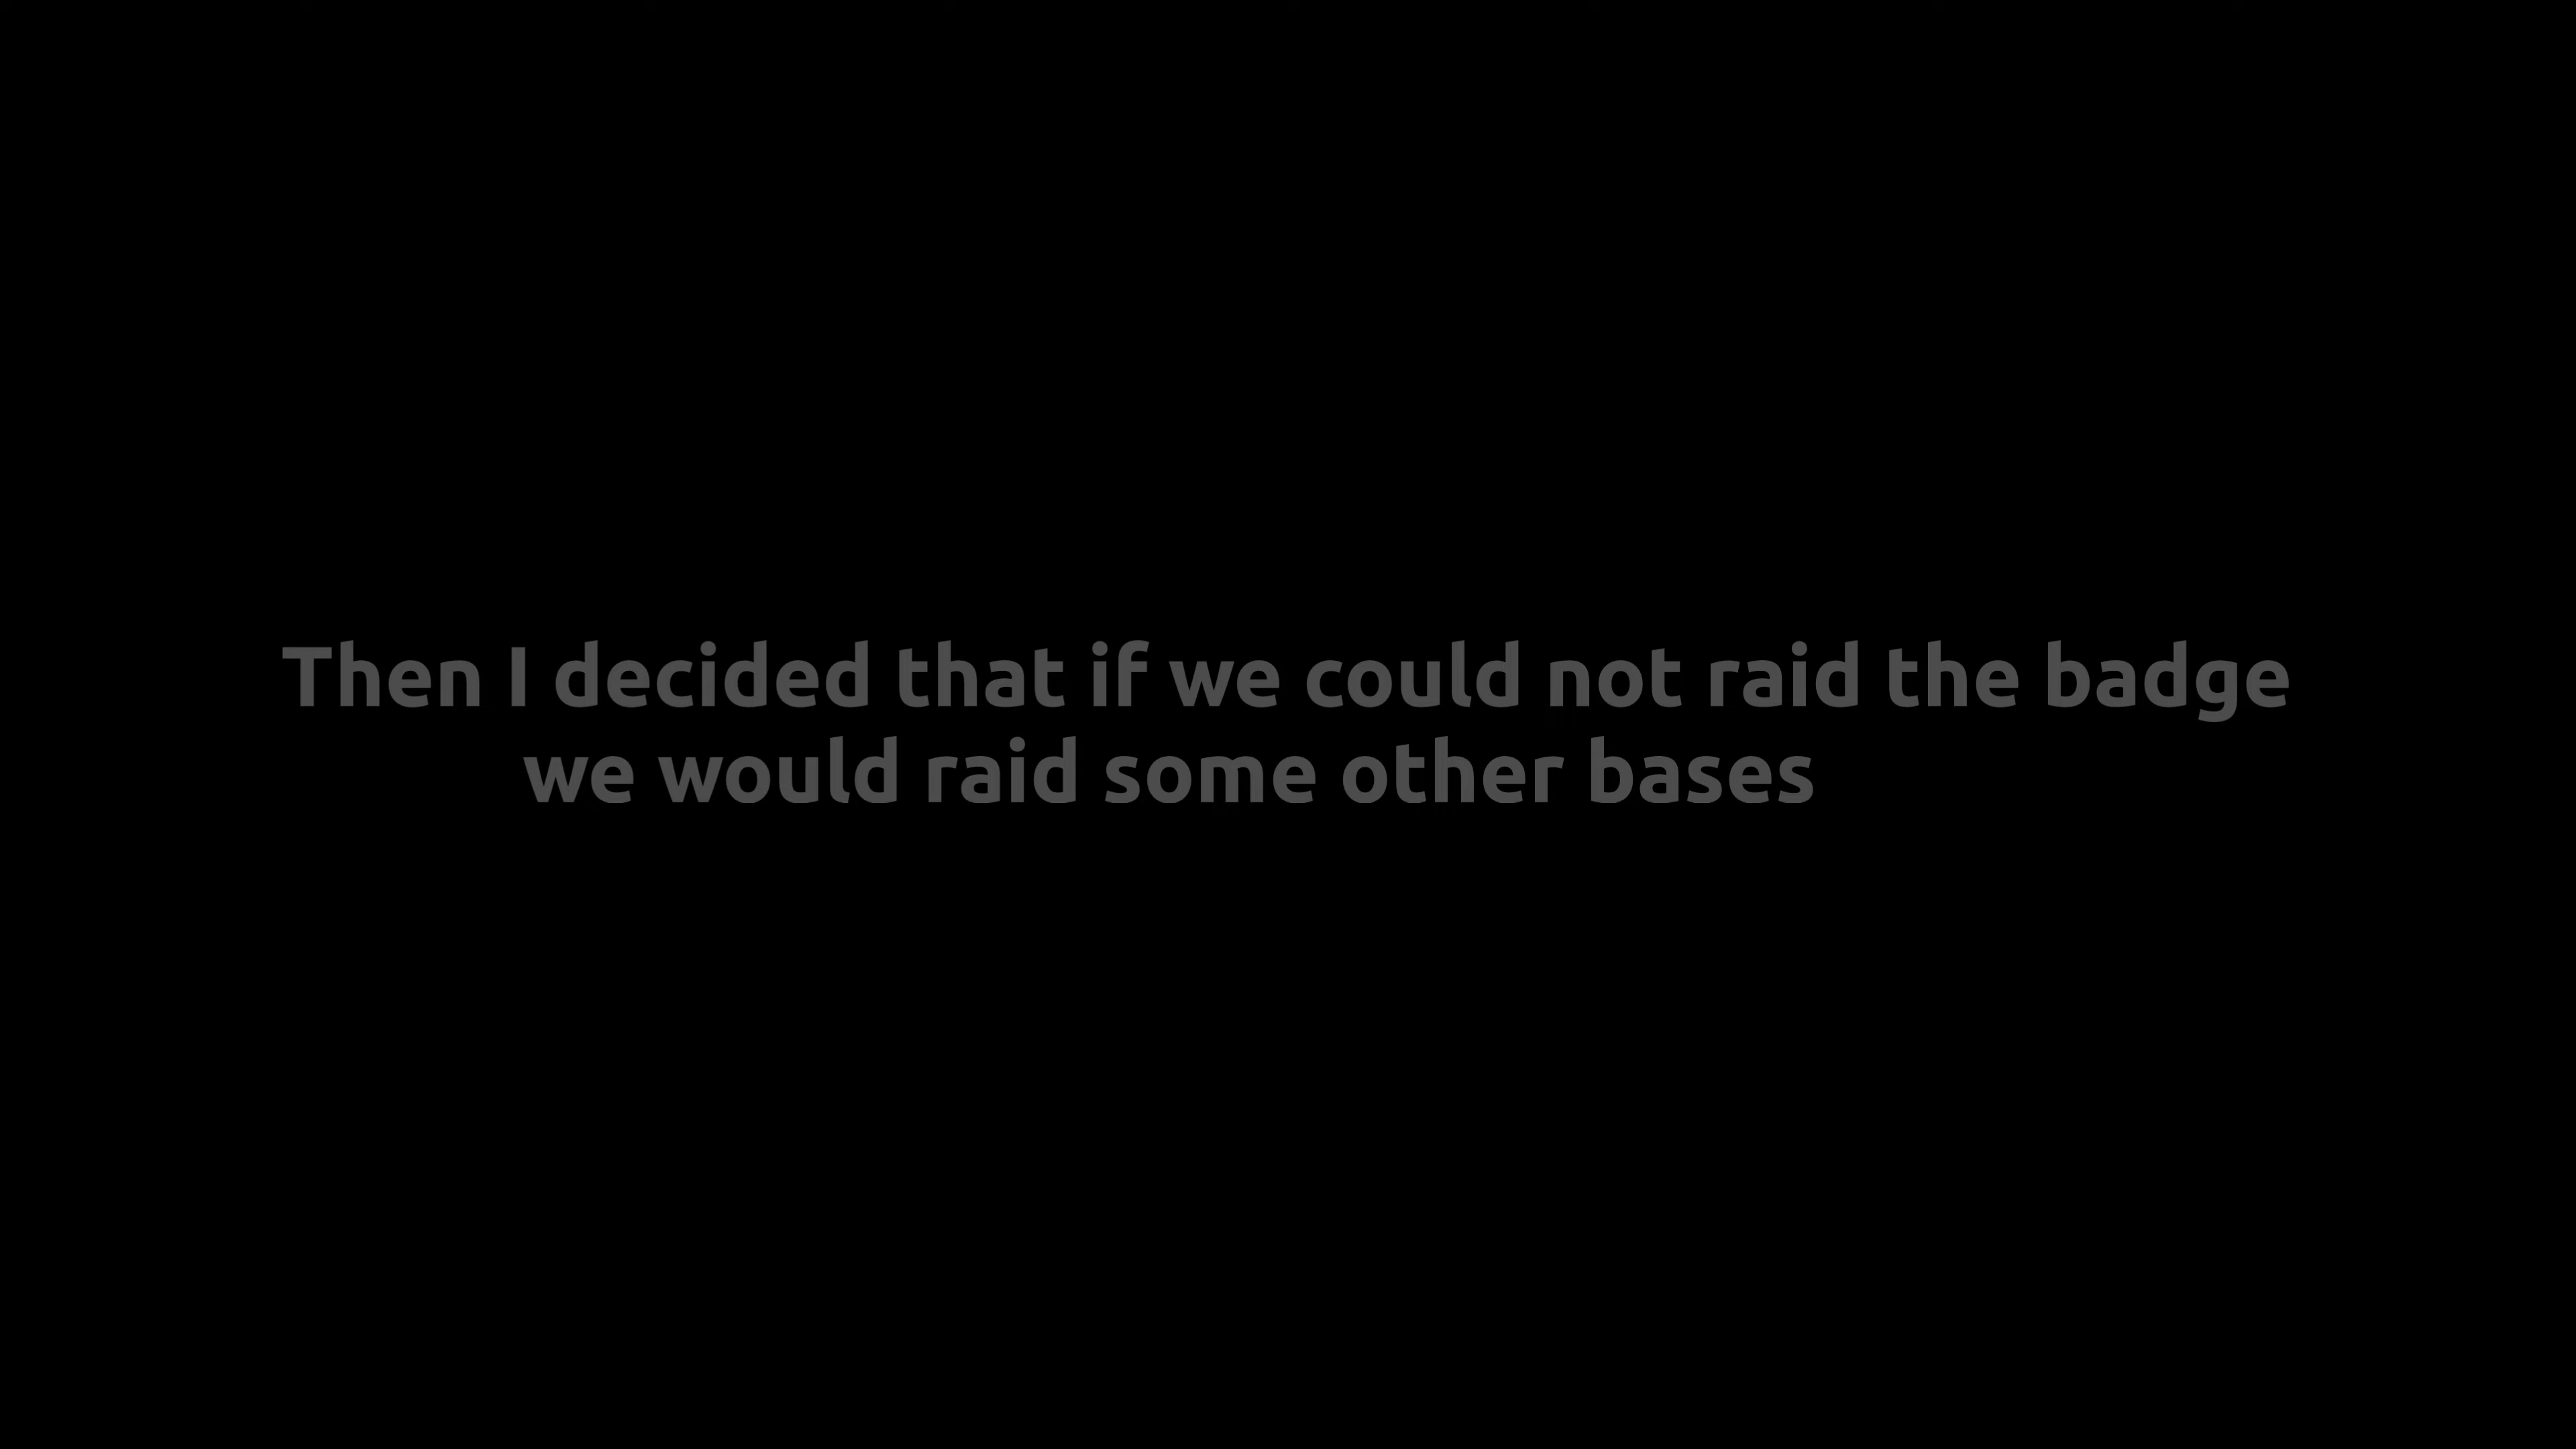 Then I decided that if we could not raid the badge
we would raid some other bases